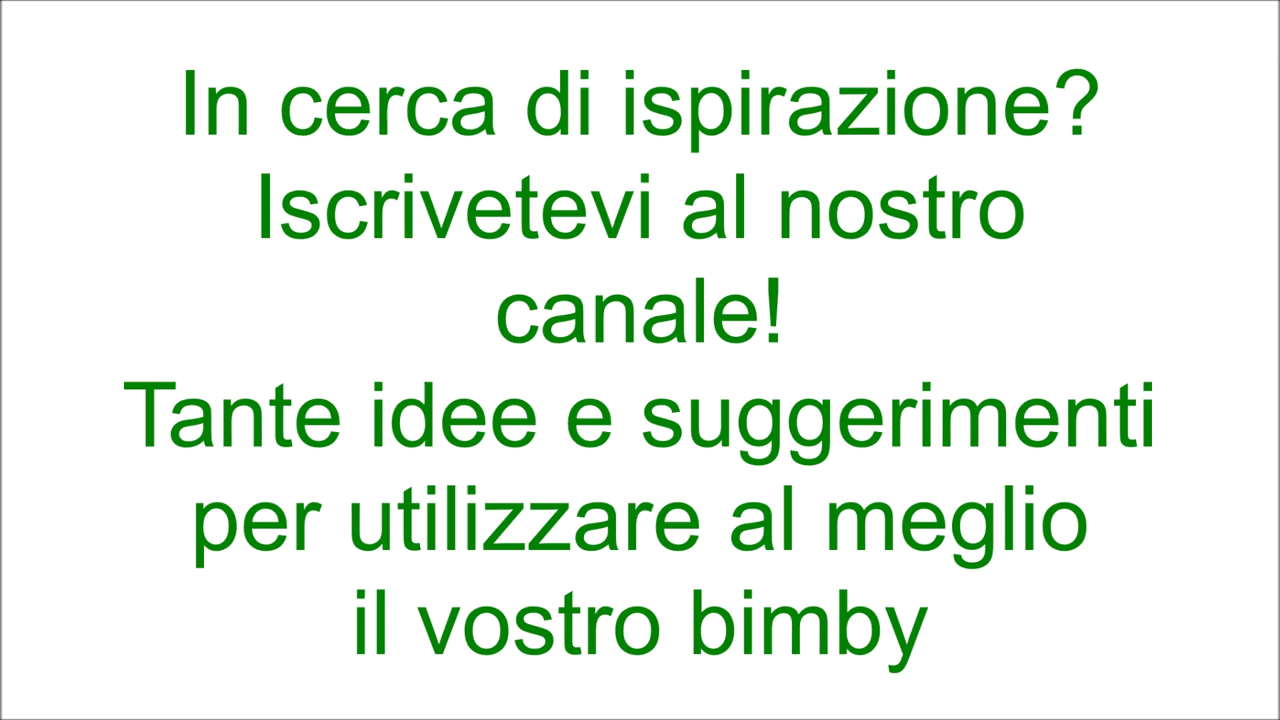 In cerca di ispirazione?
Iscrivetevi al nostro
canale!
Tante idee e suggerimenti
per utilizzare al meglio
il vostro bimby